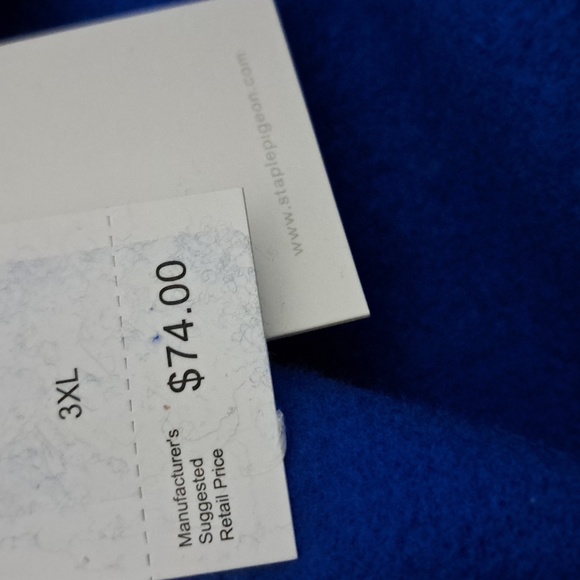 www.staplepigeon.com
3XL
$74.00
Manufacturer's
Suggested
Retail Price